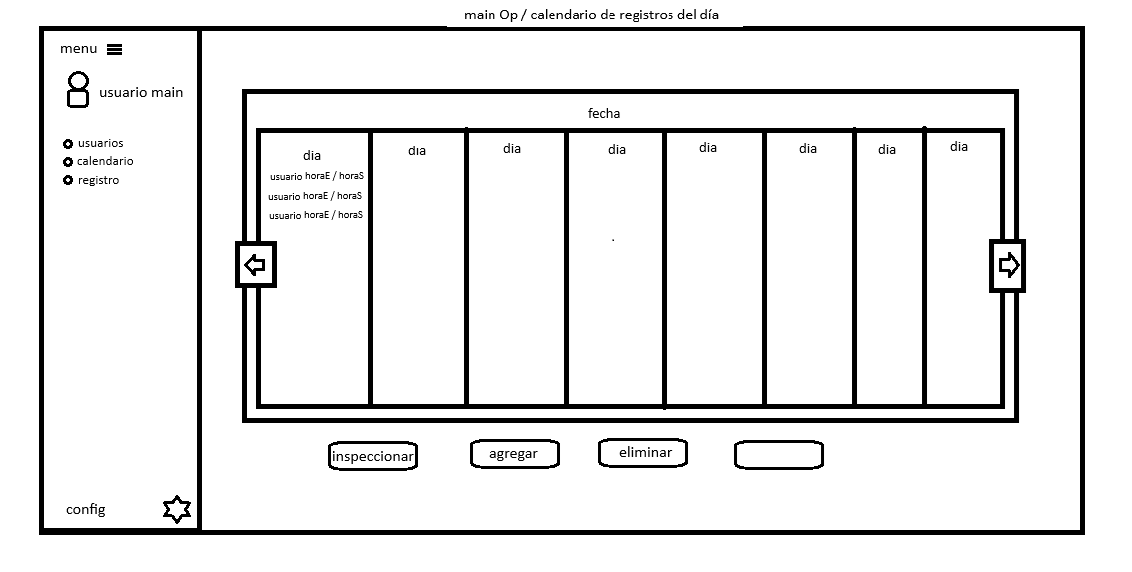 main Op / calendario de registros del día
menu
usuario main
usuarios
calendario
registro
config
fecha
dia
dia
dia
dia
dia
dia
dia
dia
usuario horaE / horaS
usuario horaE / horaS
usuario horaE / horaS
inspeccionar
agregar
eliminar